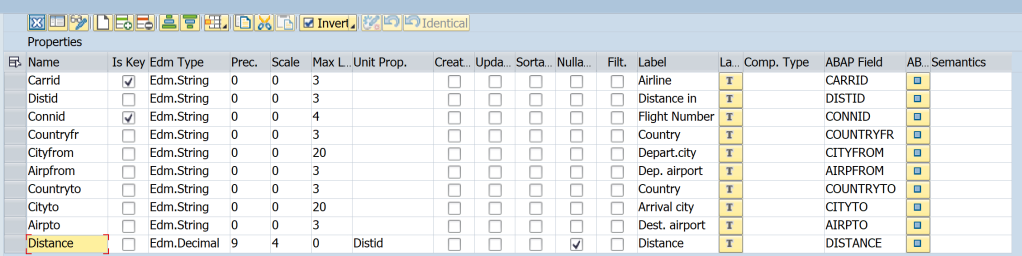 Invert Identical
Properties
Name Is Key Edm Type Prec. Scale Max L... Unit Prop. Creat... Upda... Sorta... Nulla... Filt. Label La... Comp. Type ABAP Field AB... Semantics
Carrid Edm.String 0 0 3 Airline T CARRID
Distid Edm.String 0 0 3 Distance in T DISTID
Connid Edm.String 0 0 4 Flight Number T CONNID
Countryfr Edm.String 0 0 3 Country T COUNTRYFR
Cityfrom Edm.String 0 0 20 Depart.city T CITYFROM
Airpfrom Edm.String 0 0 3 Dep. airport T AIRPFROM
Countryto Edm.String 0 0 3 Country T COUNTRYTO
Cityto Edm.String 0 0 20 Arrival city T CITYTO
Airpto Edm.String 0 0 3 Dest. airport T AIRPTO
Distance Edm.Decimal 9 4 0 Distid Distance T DISTANCE